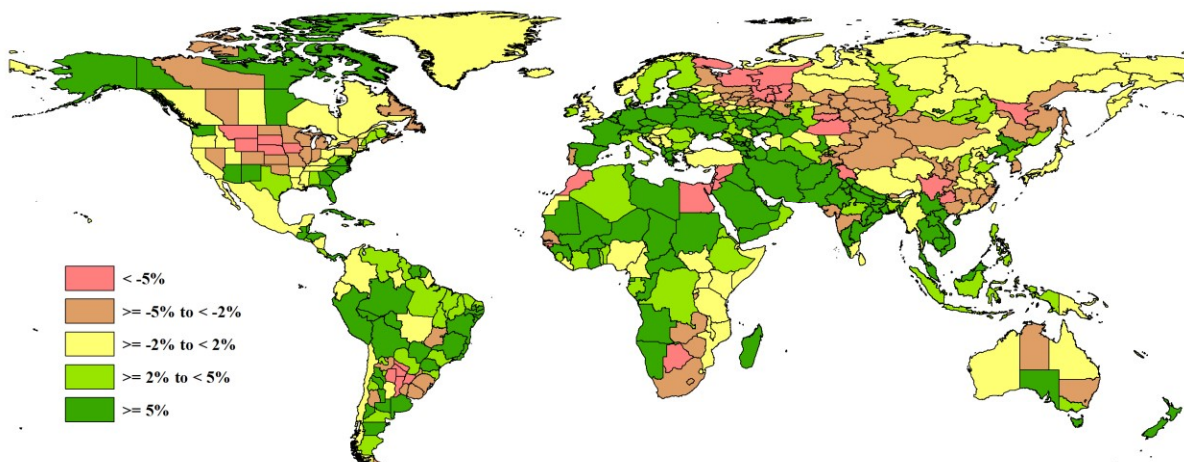 < -5%
>= -5% to < -2%
>= -2% to < 2%
>= 2% to < 5%
>= 5%